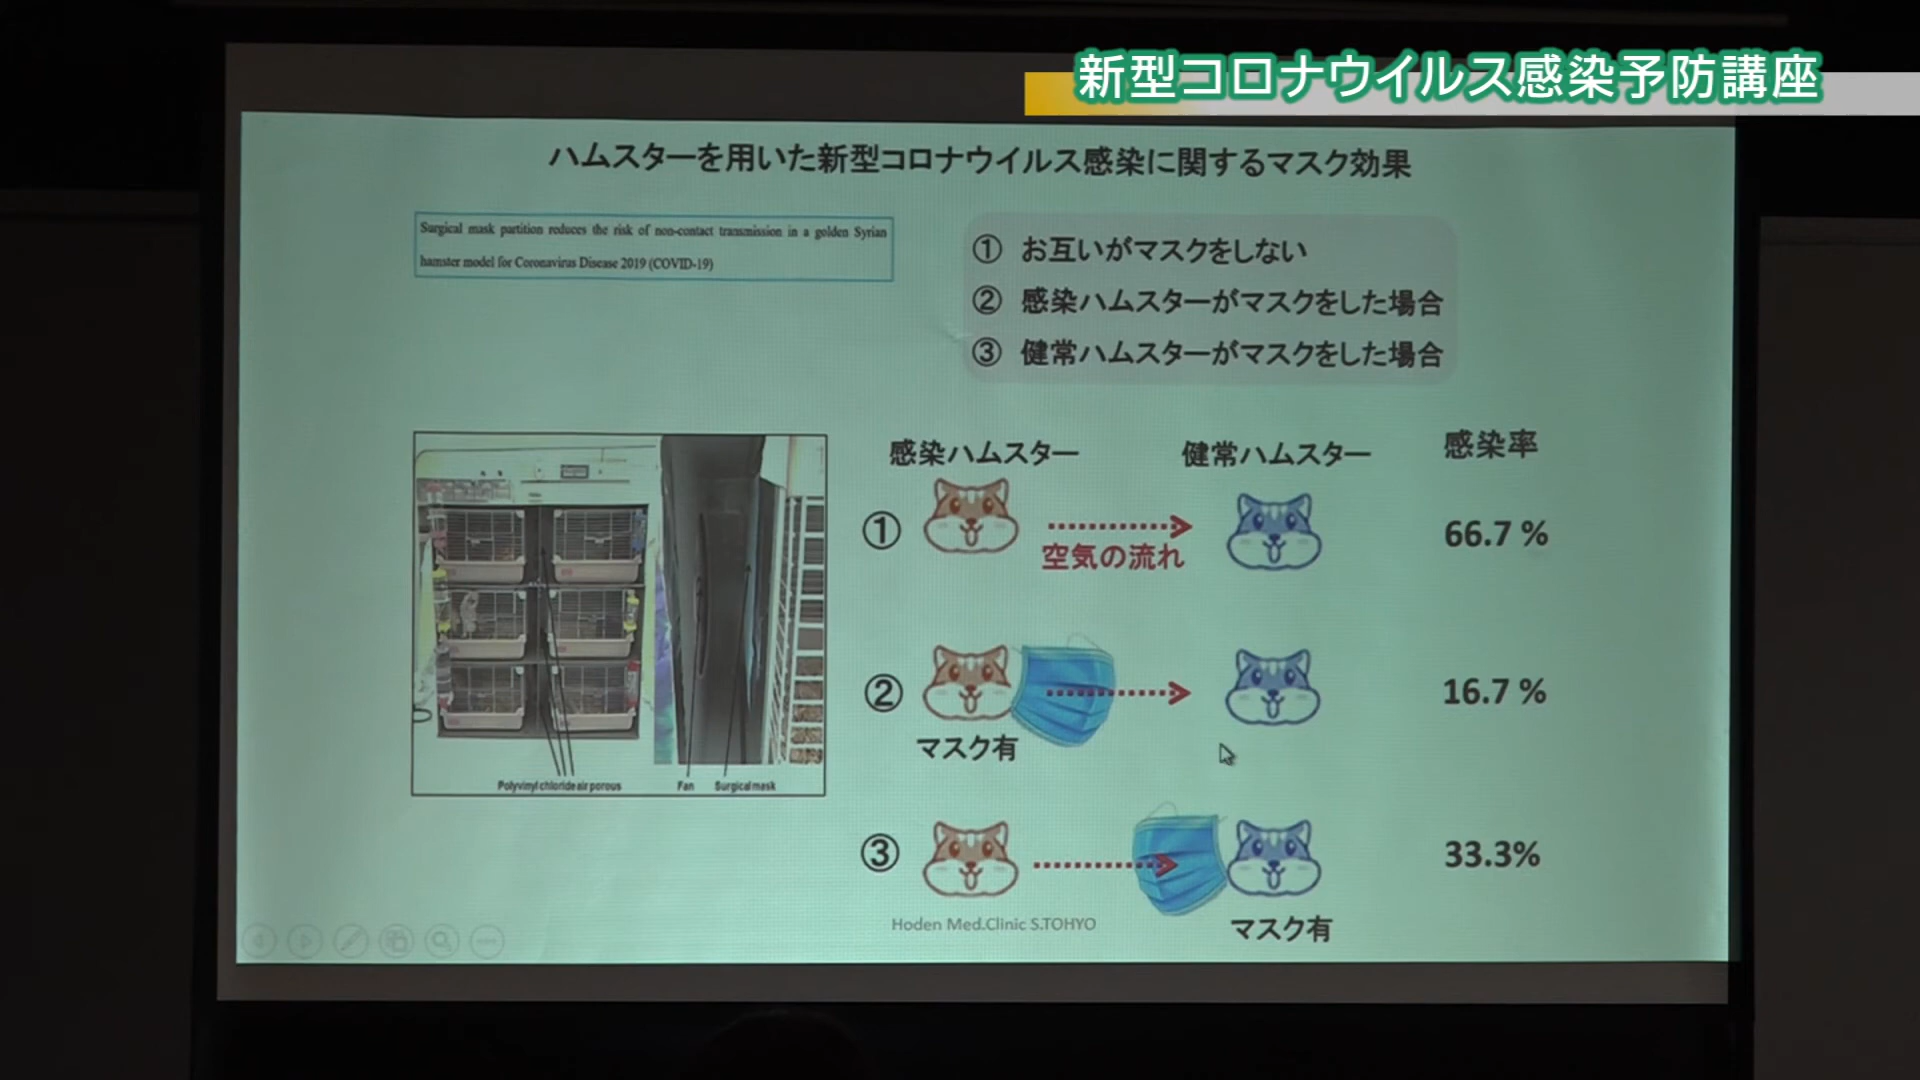 新型コロナウイルス感染予防講座
ハムスターを用いた新型コロナウイルス感染に関するマスク効果
Surgical mask partition reduces the risk of non-contact transmission in a golden Syrian
hamster model for Coronavirus Disease 2019 (COVID-19)
① お互いがマスクをしない
② 感染ハムスターがマスクをした場合
③ 健常ハムスターがマスクをした場合
感染ハムスター 健常ハムスター 感染率
① 66.7 %
空気の流れ
② 16.7 %
マスク有
③ 33.3%
マスク有
Polyvinyl chloride air porous Fan Surgical mask
Hoden Med.Clinic S.TOHYO